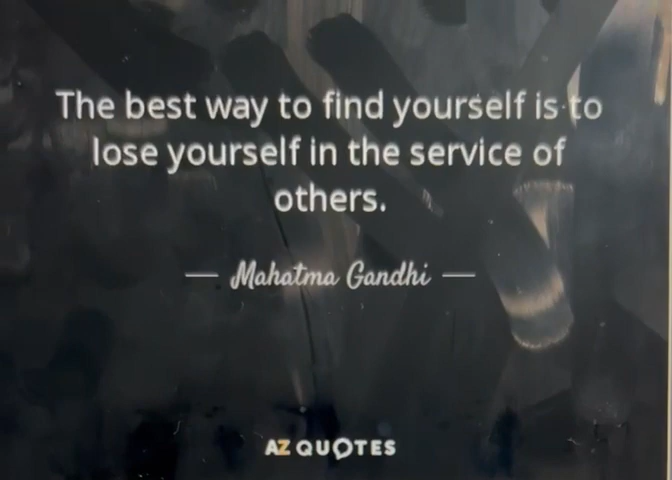 The best way to find yourself is to
lose yourself in the service of
others.
— Mahatma Gandhi —
AZ QUOTES